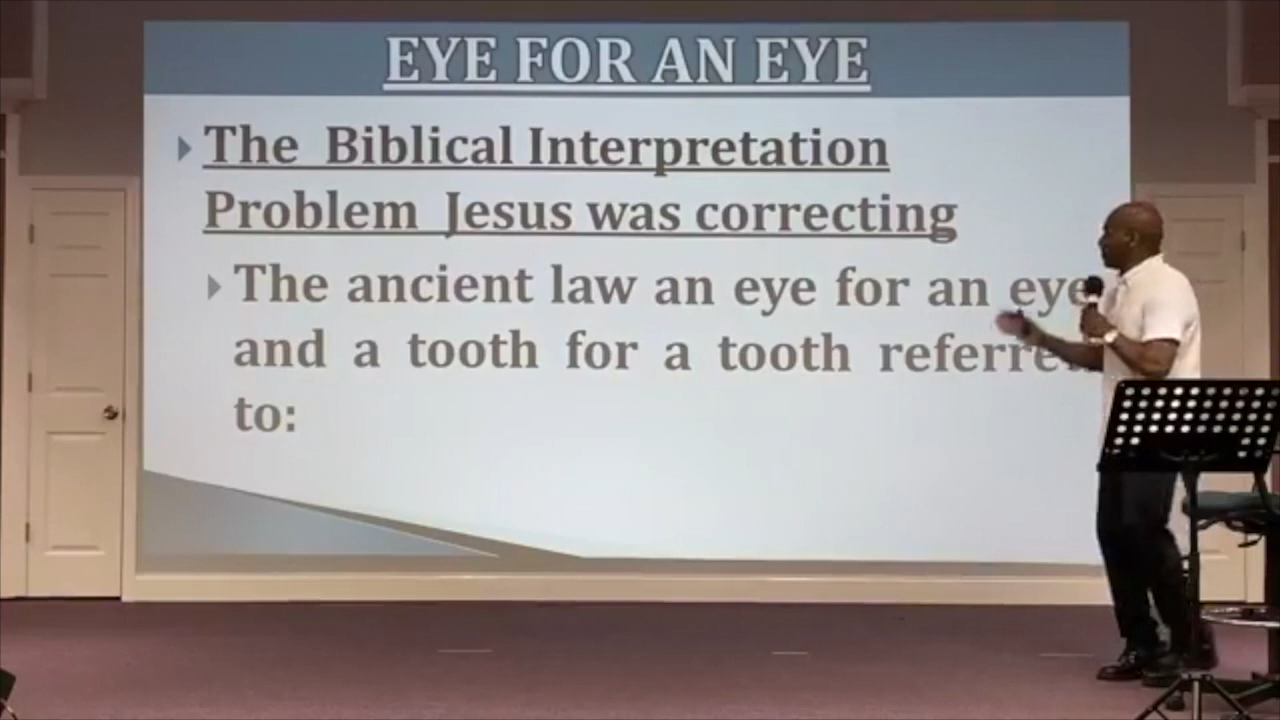 EYE FOR AN EYE
The Biblical Interpretation
Problem Jesus was correcting
The ancient law an eye for an eye
and a tooth for a tooth
to: